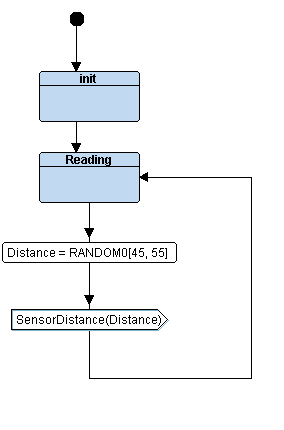 init
Reading
Distance = RANDOM0[45, 55]
SensorDistance(Distance)